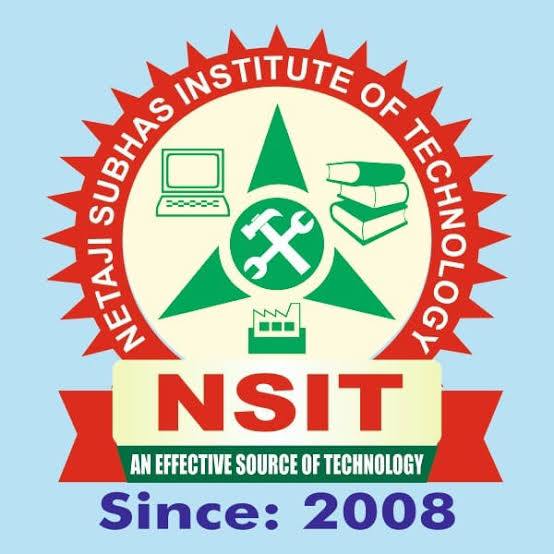 NETAJI SUBHAS INSTITUTE OF TECHNOLOGY
NSIT
AN EFFECTIVE SOURCE OF TECHNOLOGY
Since: 2008